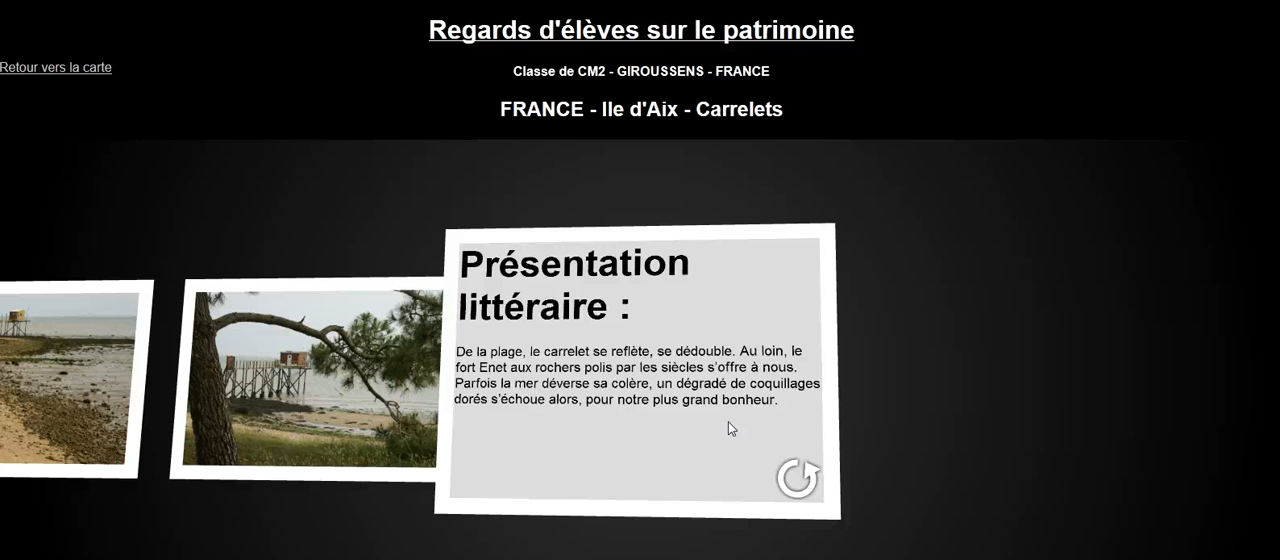 Regards d'élèves sur le patrimoine
Retour vers la carte
Classe de CM2 - GIROUSSENS - FRANCE
FRANCE - Ile d'Aix - Carrelets
Présentation
littéraire :
De la plage, le carrelet se reflète, se dédouble. Au loin, le
fort Enet aux rochers polis par les siècles s'offre à nous.
Parfois la mer déverse sa colère, un dégradé de coquillages
dorés s'échoue alors, pour notre plus grand bonheur.